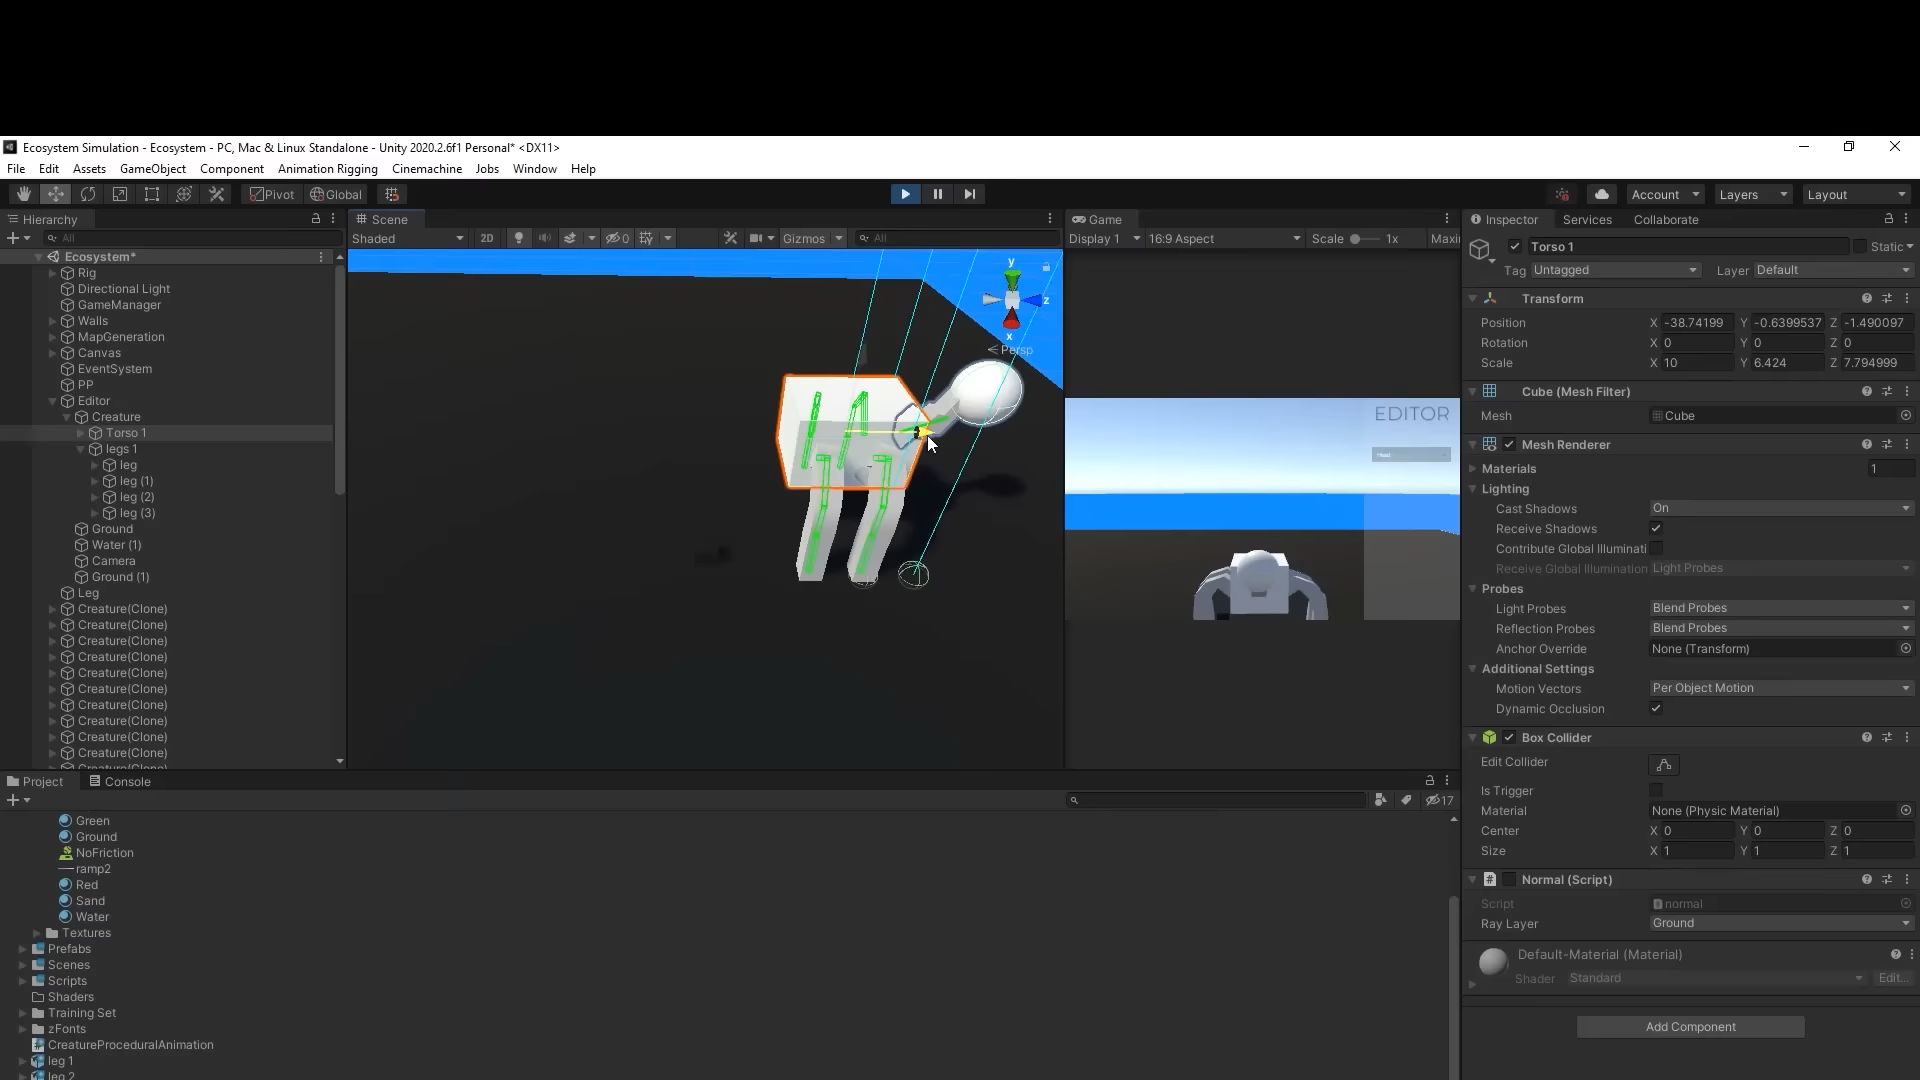 Ecosystem Simulation - Ecosystem - PC, Mac & Linux Standalone - Unity 2020.2.6f1 Personal* <DX11>
File Edit Assets GameObject Component Animation Rigging Cinemachine Jobs Window Help
Pivot Global Account Layers Layout
Hierarchy
All
Ecosystem*
Rig
Directional Light
GameManager
Walls
MapGeneration
Canvas
EventSystem
PP
Editor
Creature
Torso 1
legs 1
leg
leg (1)
leg (2)
leg (3)
Ground
Water (1)
Camera
Ground (1)
Leg
Creature(Clone)
Creature(Clone)
Creature(Clone)
Creature(Clone)
Creature(Clone)
Creature(Clone)
Creature(Clone)
Creature(Clone)
Creature(Clone)
Creature(Clone)
Scene
Shaded 2D 0 Gizmos All
y
z
x
Persp
Game
Display 1 16:9 Aspect Scale 1x Maxi
EDITOR
Inspector Services Collaborate
Torso 1 Static
Tag Untagged Layer Default
Transform
Position X -38.74199 Y -0.6399537 Z -1.490097
Rotation X 0 Y 0 Z 0
Scale X 10 Y 6.424 Z 7.794999
Cube (Mesh Filter)
Mesh Cube
Mesh Renderer
Materials 1
Lighting
Cast Shadows On
Receive Shadows
Contribute Global Illuminati
Receive Global Illumination Light Probes
Probes
Light Probes Blend Probes
Reflection Probes Blend Probes
Anchor Override None (Transform)
Additional Settings
Motion Vectors Per Object Motion
Dynamic Occlusion
Box Collider
Edit Collider
Is Trigger
Material None (Physic Material)
Center X 0 Y 0 Z 0
Size X 1 Y 1 Z 1
Normal (Script)
Script normal
Ray Layer Ground
Default-Material (Material)
Shader Standard Edit...
Add Component
Project Console
17
Green
Ground
NoFriction
ramp2
Red
Sand
Water
Textures
Prefabs
Scenes
Scripts
Shaders
Training Set
zFonts
CreatureProceduralAnimation
leg 1
leg 2